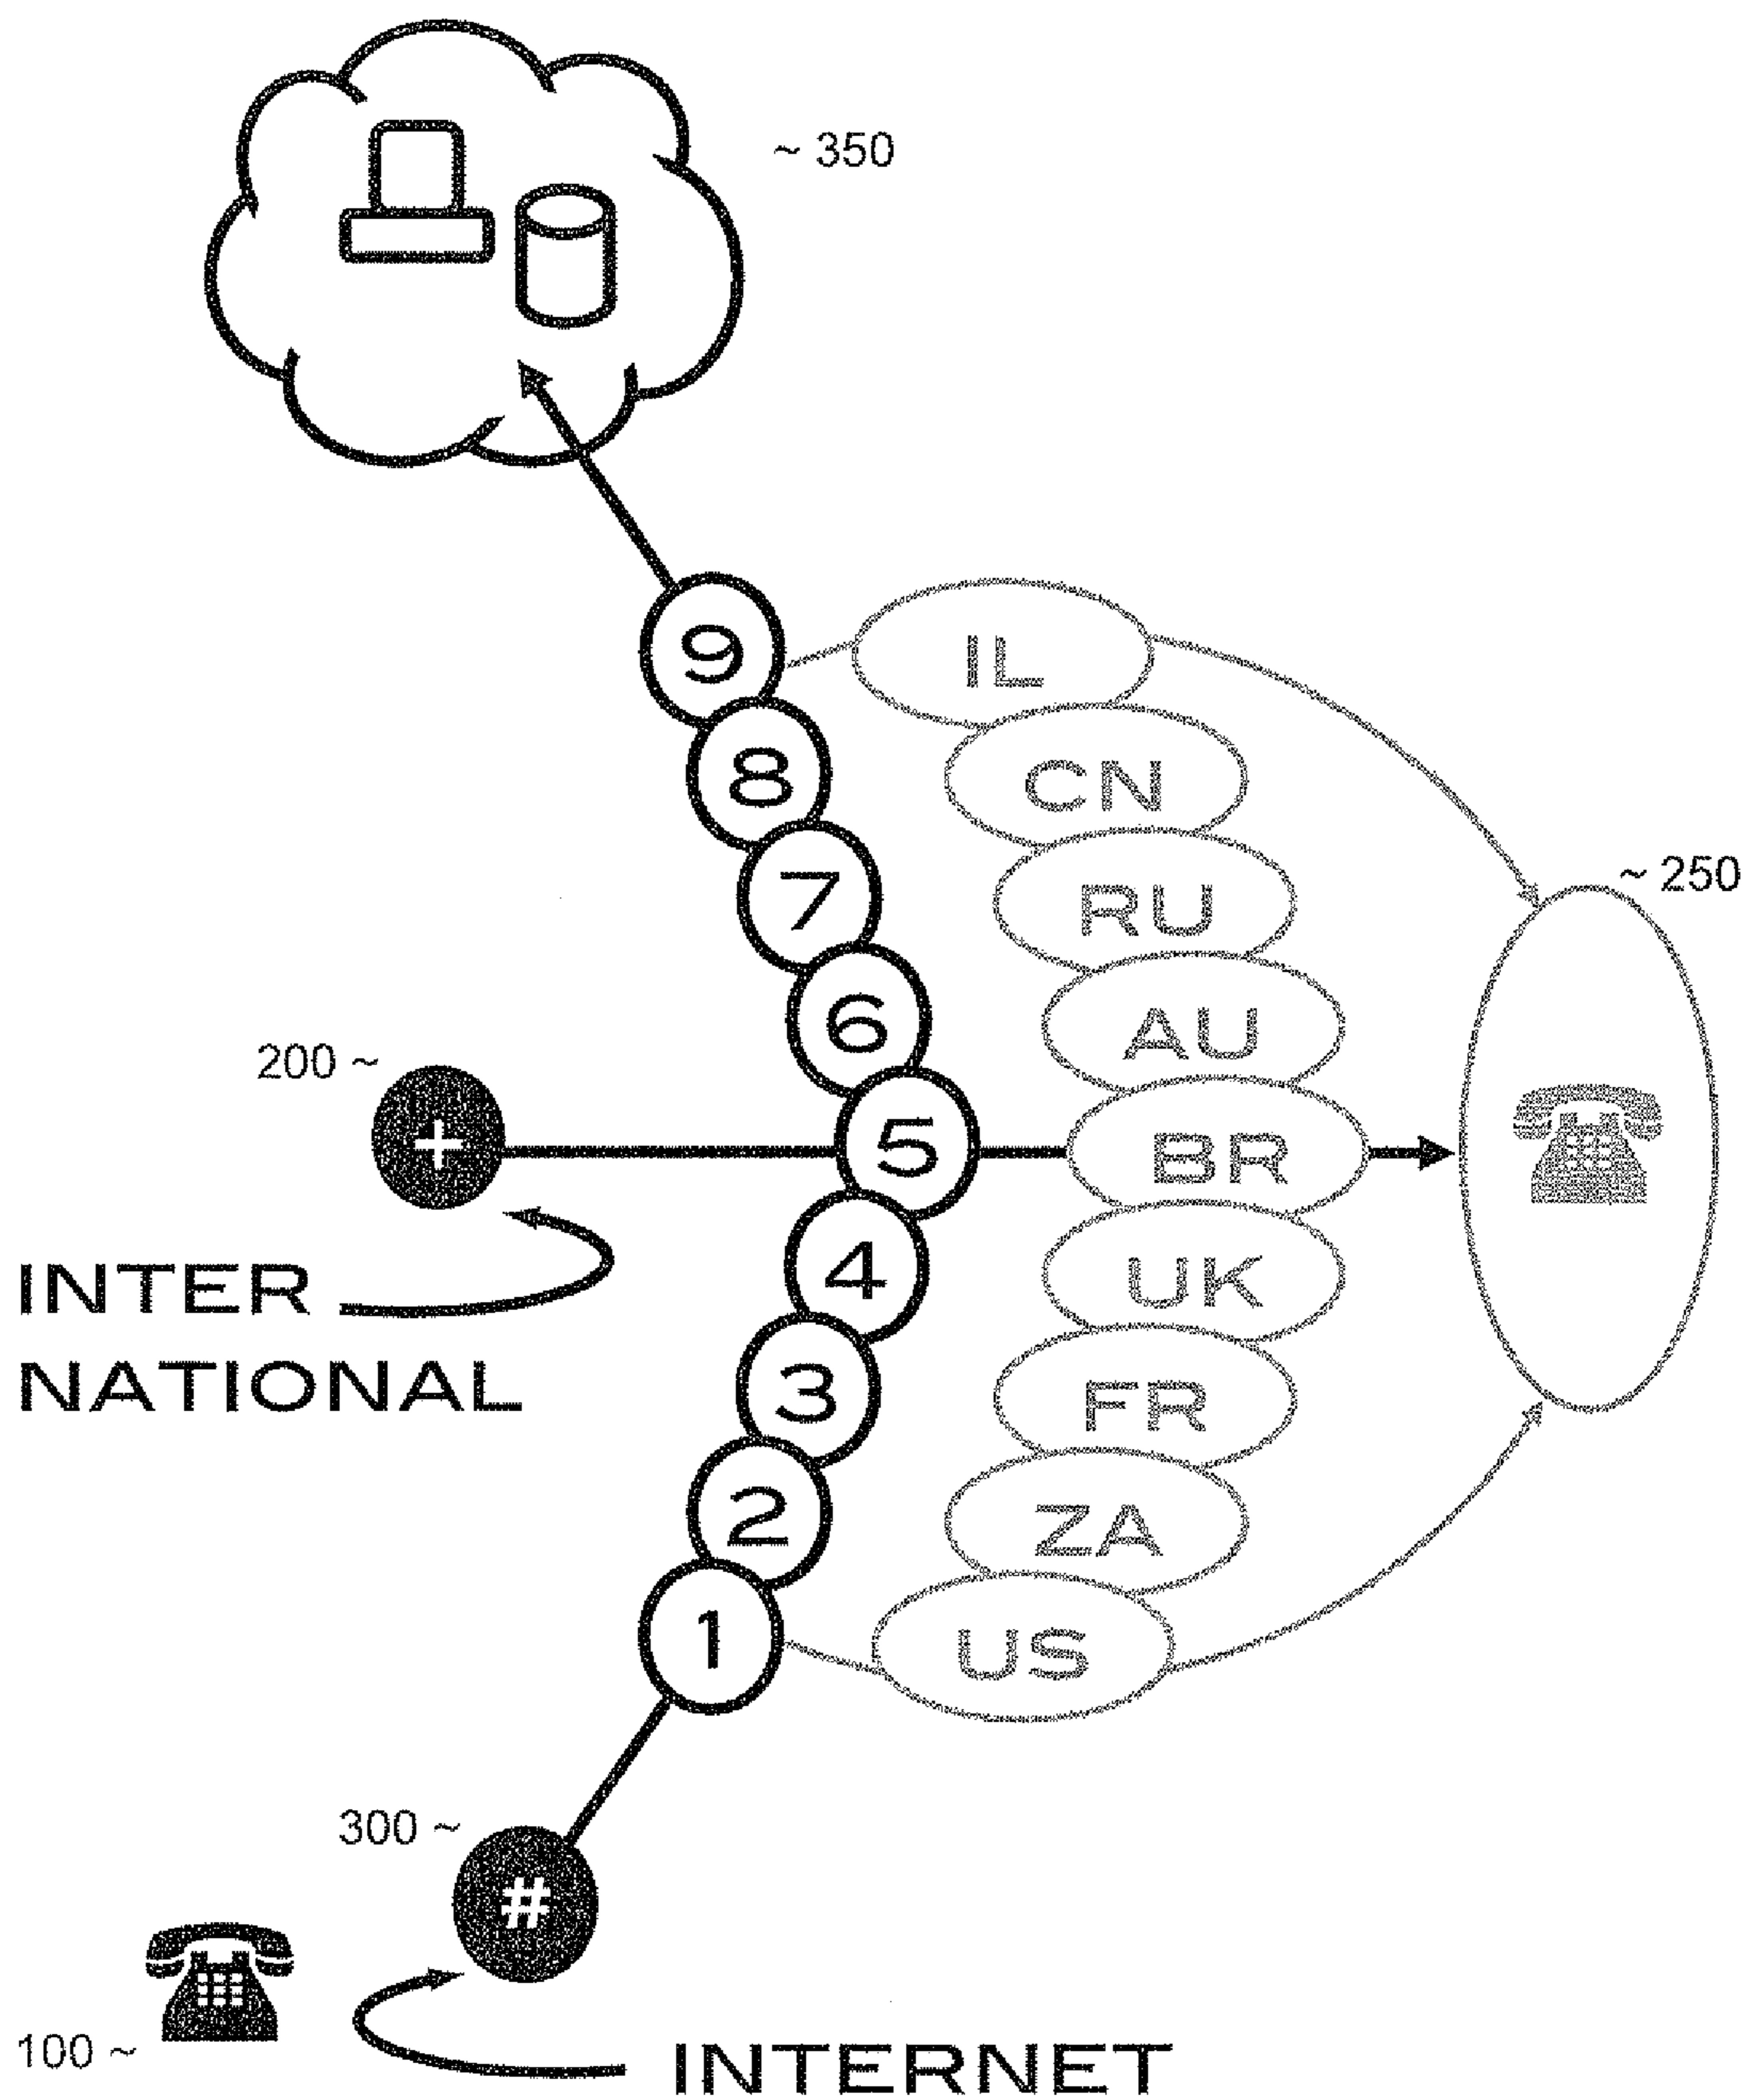 ~ 350
9
IL
8
CN
7
RU
~ 250
6
AU
200 ~
+
5
BR
4
UK
INTER
NATIONAL
3
FR
2
ZA
1
US
300 ~
#
100 ~
INTERNET